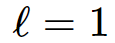 ℓ = 1